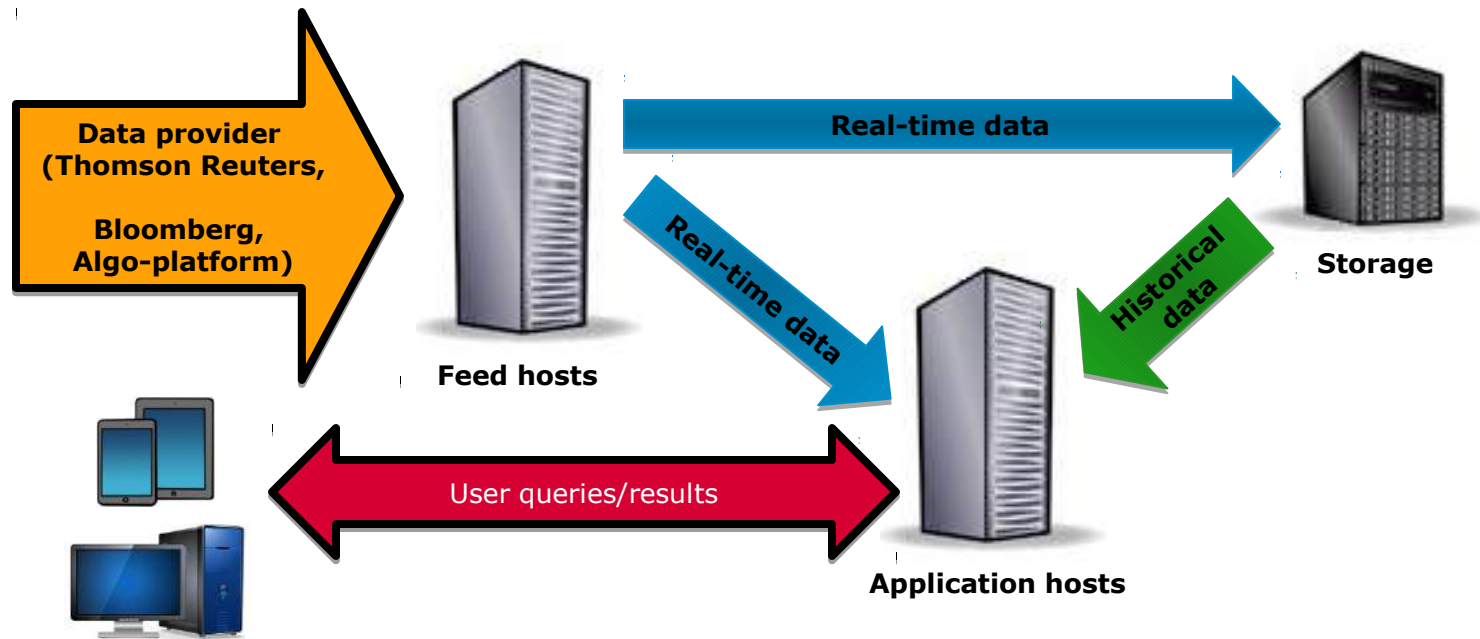 Data provider
(Thomson Reuters,
Bloomberg,
Algo-platform)
Real-time data
Real-time data
Historical
data
Storage
Feed hosts
User queries/results
Application hosts